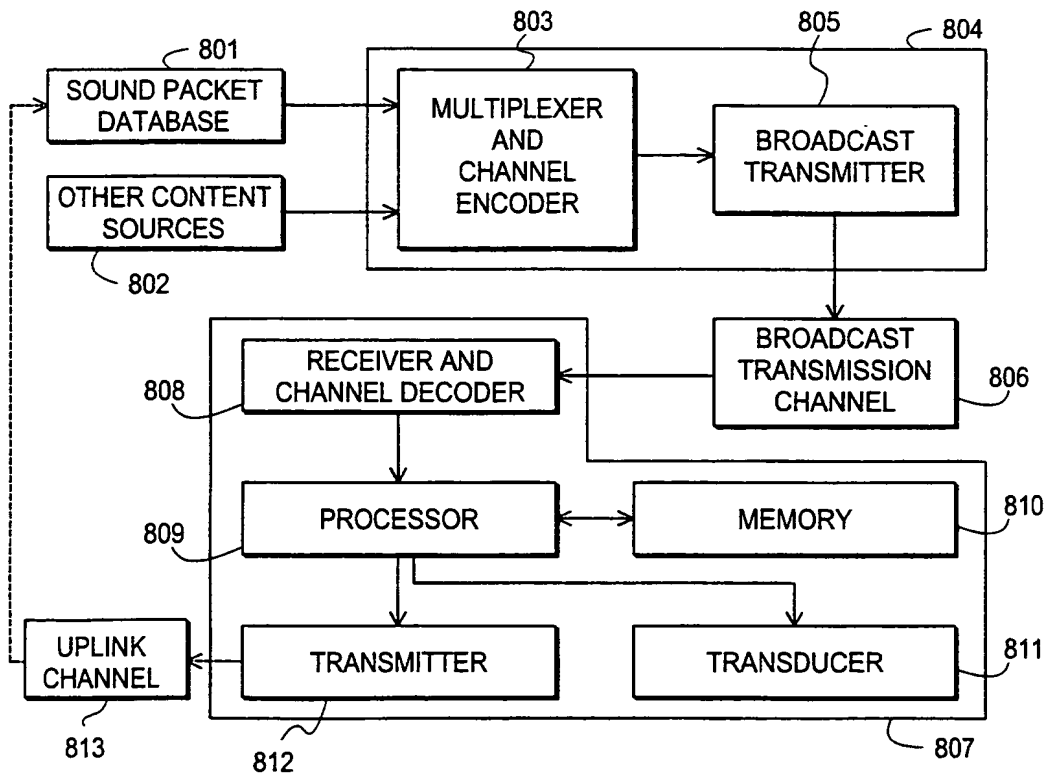 801
803
805
804
SOUND PACKET
DATABASE
MULTIPLEXER
AND
CHANNEL
ENCODER
BROADCAST
TRANSMITTER
OTHER CONTENT
SOURCES
802
RECEIVER AND
CHANNEL DECODER
808
BROADCAST
TRANSMISSION
CHANNEL
806
PROCESSOR
809
MEMORY
810
UPLINK
CHANNEL
813
TRANSMITTER
812
TRANSDUCER
811
807